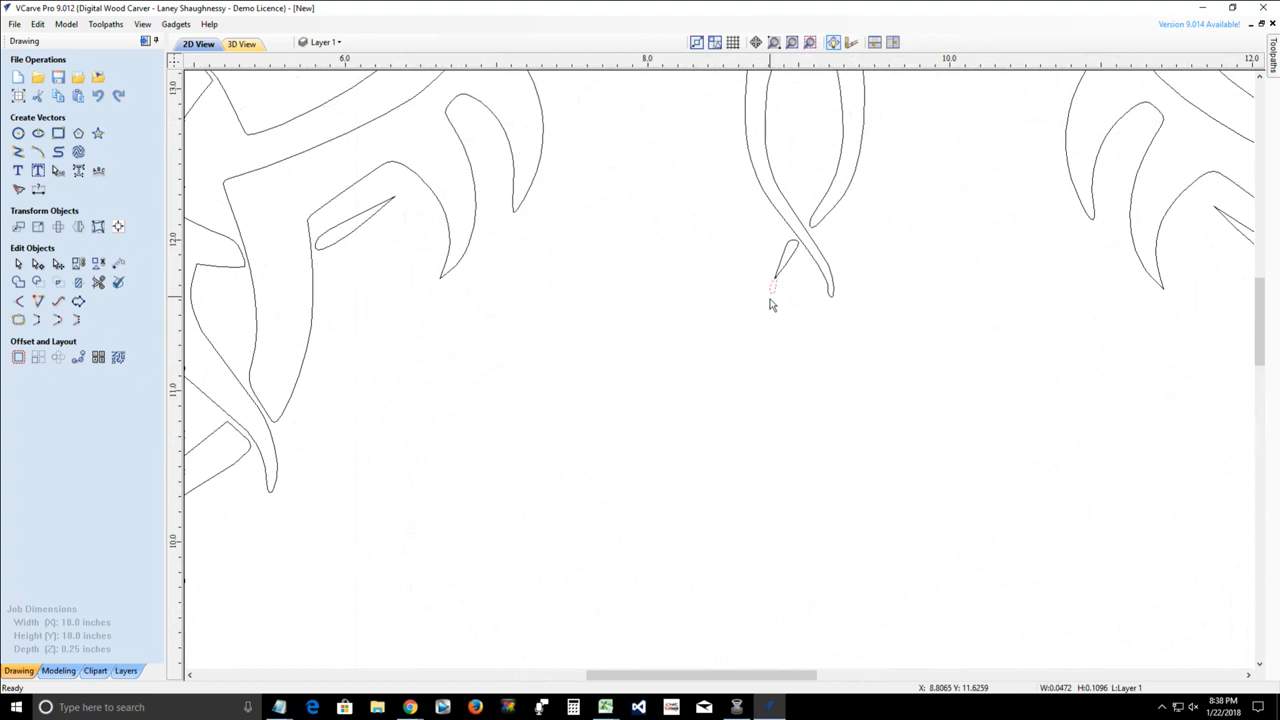 VCarve Pro 9.012 {Digital Wood Carver - Laney Shaughnessy - Demo Licence} - [New]
File Edit Model Toolpaths View Gadgets Help
Version 9.014 Available!
Drawing
2D View 3D View Layer 1
Toolpaths
File Operations
6.0 8.0 10.0 12.0
13.0
12.0
11.0
10.0
Create Vectors
Transform Objects
Edit Objects
Offset and Layout
Job Dimensions
Width (X): 18.0 inches
Height (Y): 18.0 inches
Depth (Z): 0.25 inches
Drawing Modeling Clipart Layers
Ready
X: 8.8065 Y: 11.6259
W:0.0472 H:0.1096 L:Layer 1
Type here to search
8:38 PM
1/22/2018